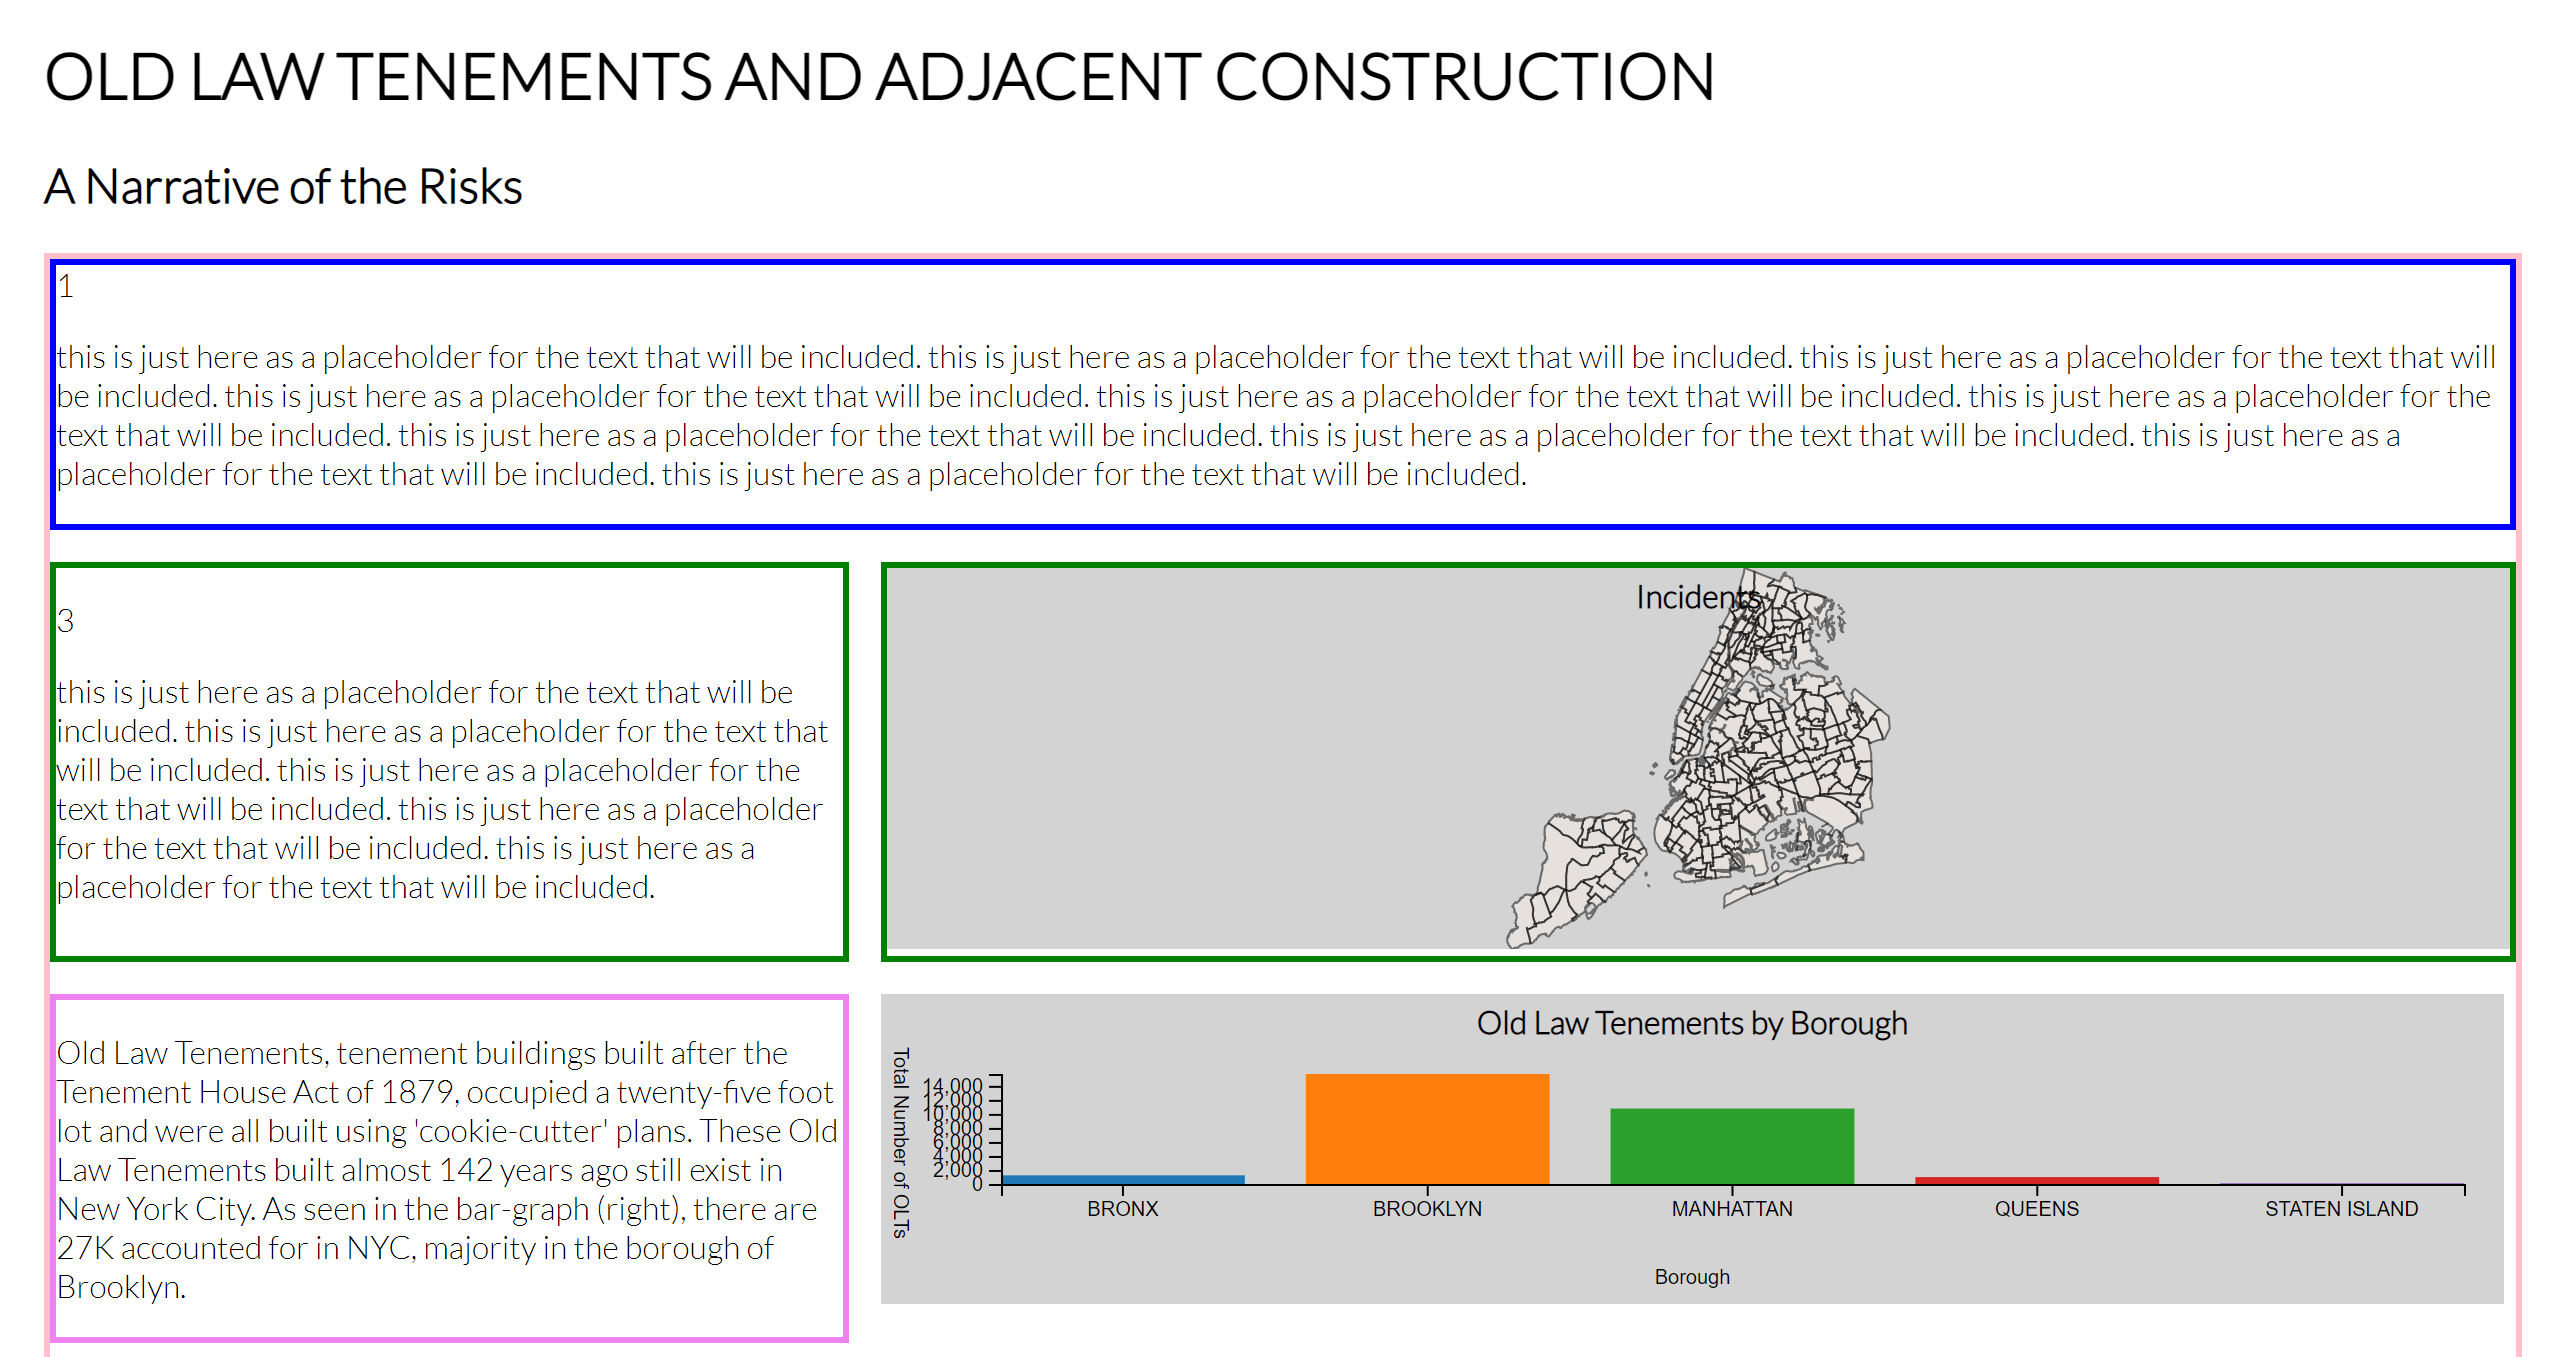 OLD LAW TENEMENTS AND ADJACENT CONSTRUCTION
A Narrative of the Risks
1
this is just here as a placeholder for the text that will be included. this is just here as a placeholder for the text that will be included. this is just here as a placeholder for the text that will
be included. this is just here as a placeholder for the text that will be included. this is just here as a placeholder for the text that will be included. this is just here as a placeholder for the
text that will be included. this is just here as a placeholder for the text that will be included. this is just here as a placeholder for the text that will be included. this is just here as a
placeholder for the text that will be included. this is just here as a placeholder for the text that will be included.
3
this is just here as a placeholder for the text that will be
included. this is just here as a placeholder for the text that
will be included. this is just here as a placeholder for the
text that will be included. this is just here as a placeholder
for the text that will be included. this is just here as a
placeholder for the text that will be included.
Incidents
Old Law Tenements, tenement buildings built after the
Tenement House Act of 1879, occupied a twenty-five foot
lot and were all built using 'cookie-cutter' plans. These Old
Law Tenements built almost 142 years ago still exist in
New York City. As seen in the bar-graph (right), there are
27K accounted for in NYC, majority in the borough of
Brooklyn.
Old Law Tenements by Borough
Total Number of OLTs
14,000
12,000
10,000
8,000
6,000
4,000
2,000
0
BRONX
BROOKLYN
MANHATTAN
QUEENS
STATEN ISLAND
Borough